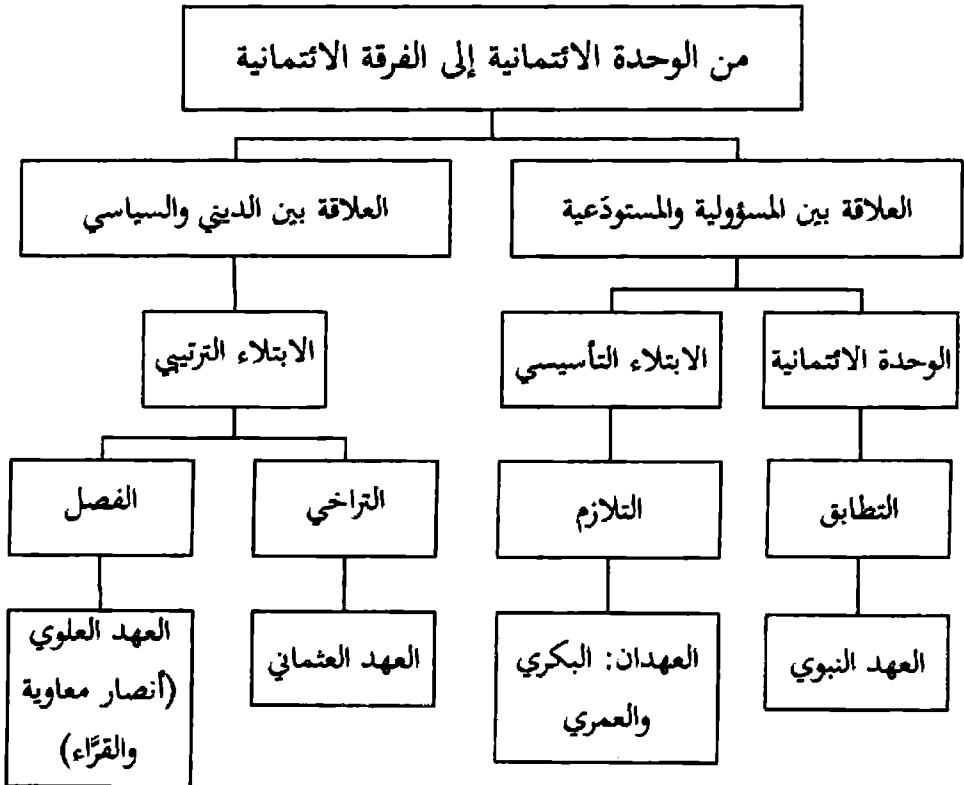 من الوحدة الائتمانية إلى الفرقة الائتمانية
العلاقة بين المسؤولية والمستودَعية
العلاقة بين الديني والسياسي
الوحدة الائتمانية
الابتلاء التأسيسي
الابتلاء الترتيبي
التطابق
التلازم
التراخي
الفصل
العهد النبوي
العهدان: البكري
والعمري
العهد العثماني
العهد العلوي
(أنصار معاوية
والقرَّاء)